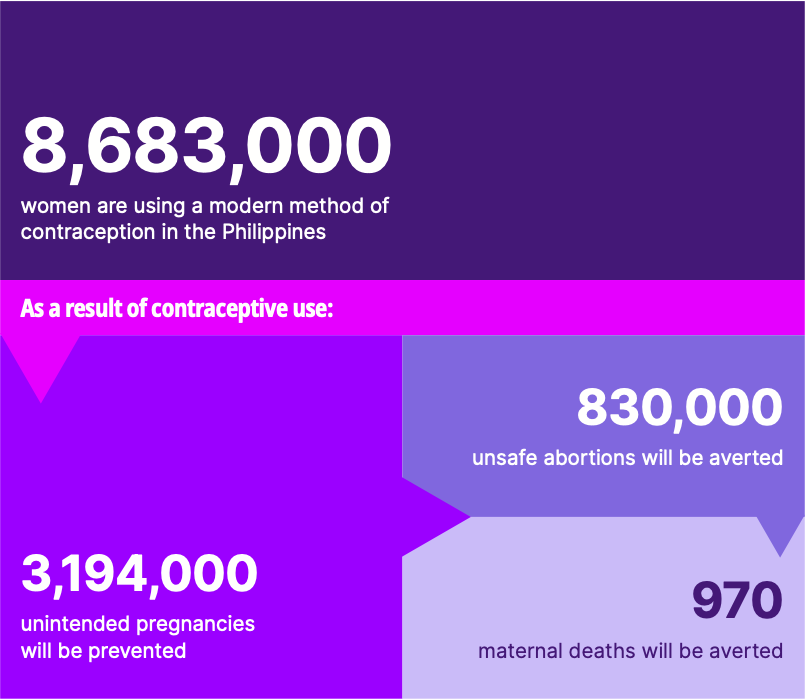 8,683,000
women are using a modern method of
contraception in the Philippines
As a result of contraceptive use:
3,194,000
unintended pregnancies
will be prevented
830,000
unsafe abortions will be averted
970
maternal deaths will be averted